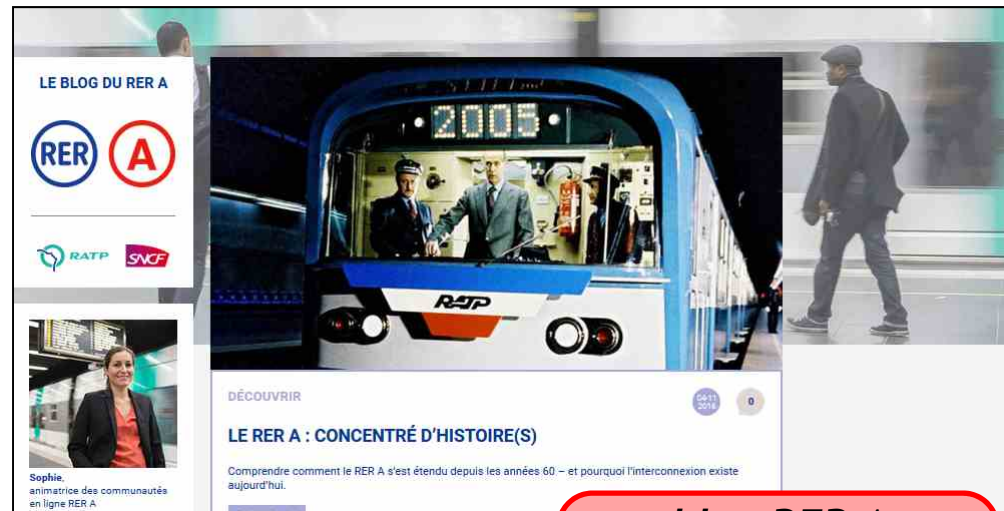 LE BLOG DU RER A
RER A
RATP SNCF
Sophie,
animatrice des communautés
en ligne RER A
2005
RATP
DÉCOUVRIR
04-11
2016
0
LE RER A : CONCENTRÉ D'HISTOIRE(S)
Comprendre comment le RER A s'est étendu depuis les années 60 – et pourquoi l'interconnexion existe
aujourd'hui.